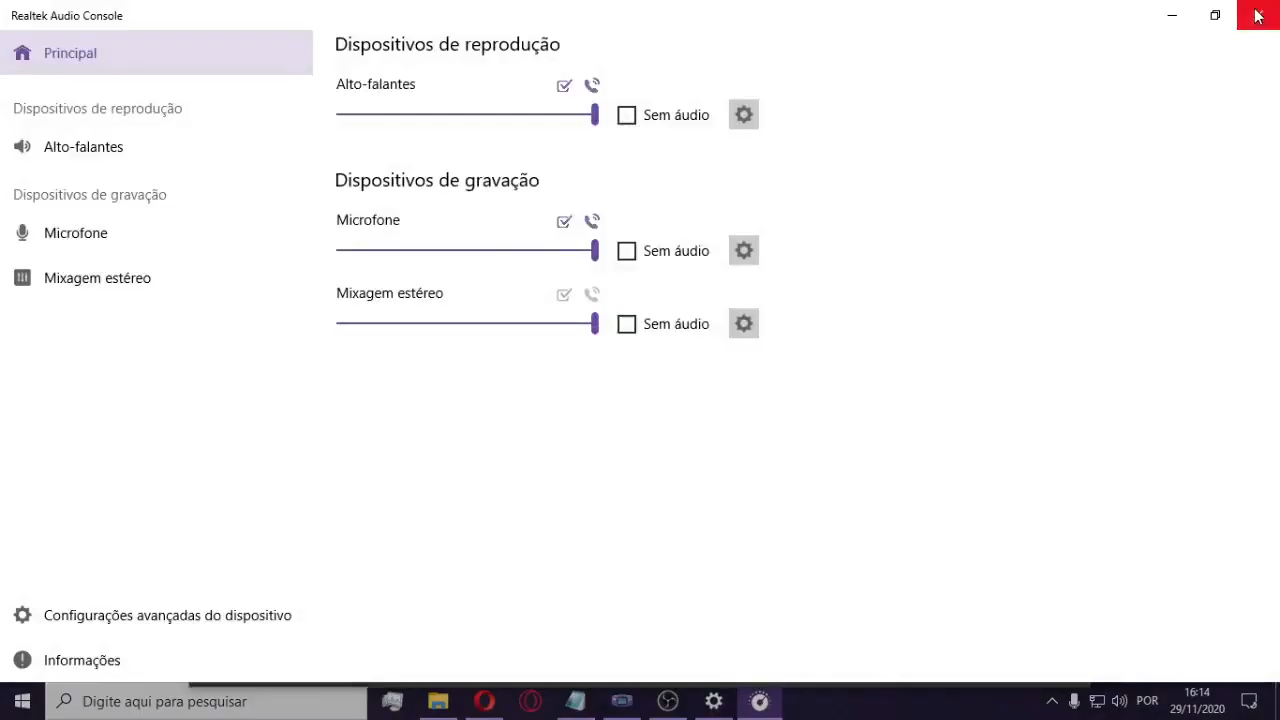 Realtek Audio Console
Principal
Dispositivos de reprodução
Alto-falantes
Dispositivos de gravação
Microfone
Mixagem estéreo
Configurações avançadas do dispositivo
Informações
Dispositivos de reprodução
Alto-falantes
Sem áudio
Dispositivos de gravação
Microfone
Sem áudio
Mixagem estéreo
Sem áudio
Digite aqui para pesquisar
POR
16:14
29/11/2020